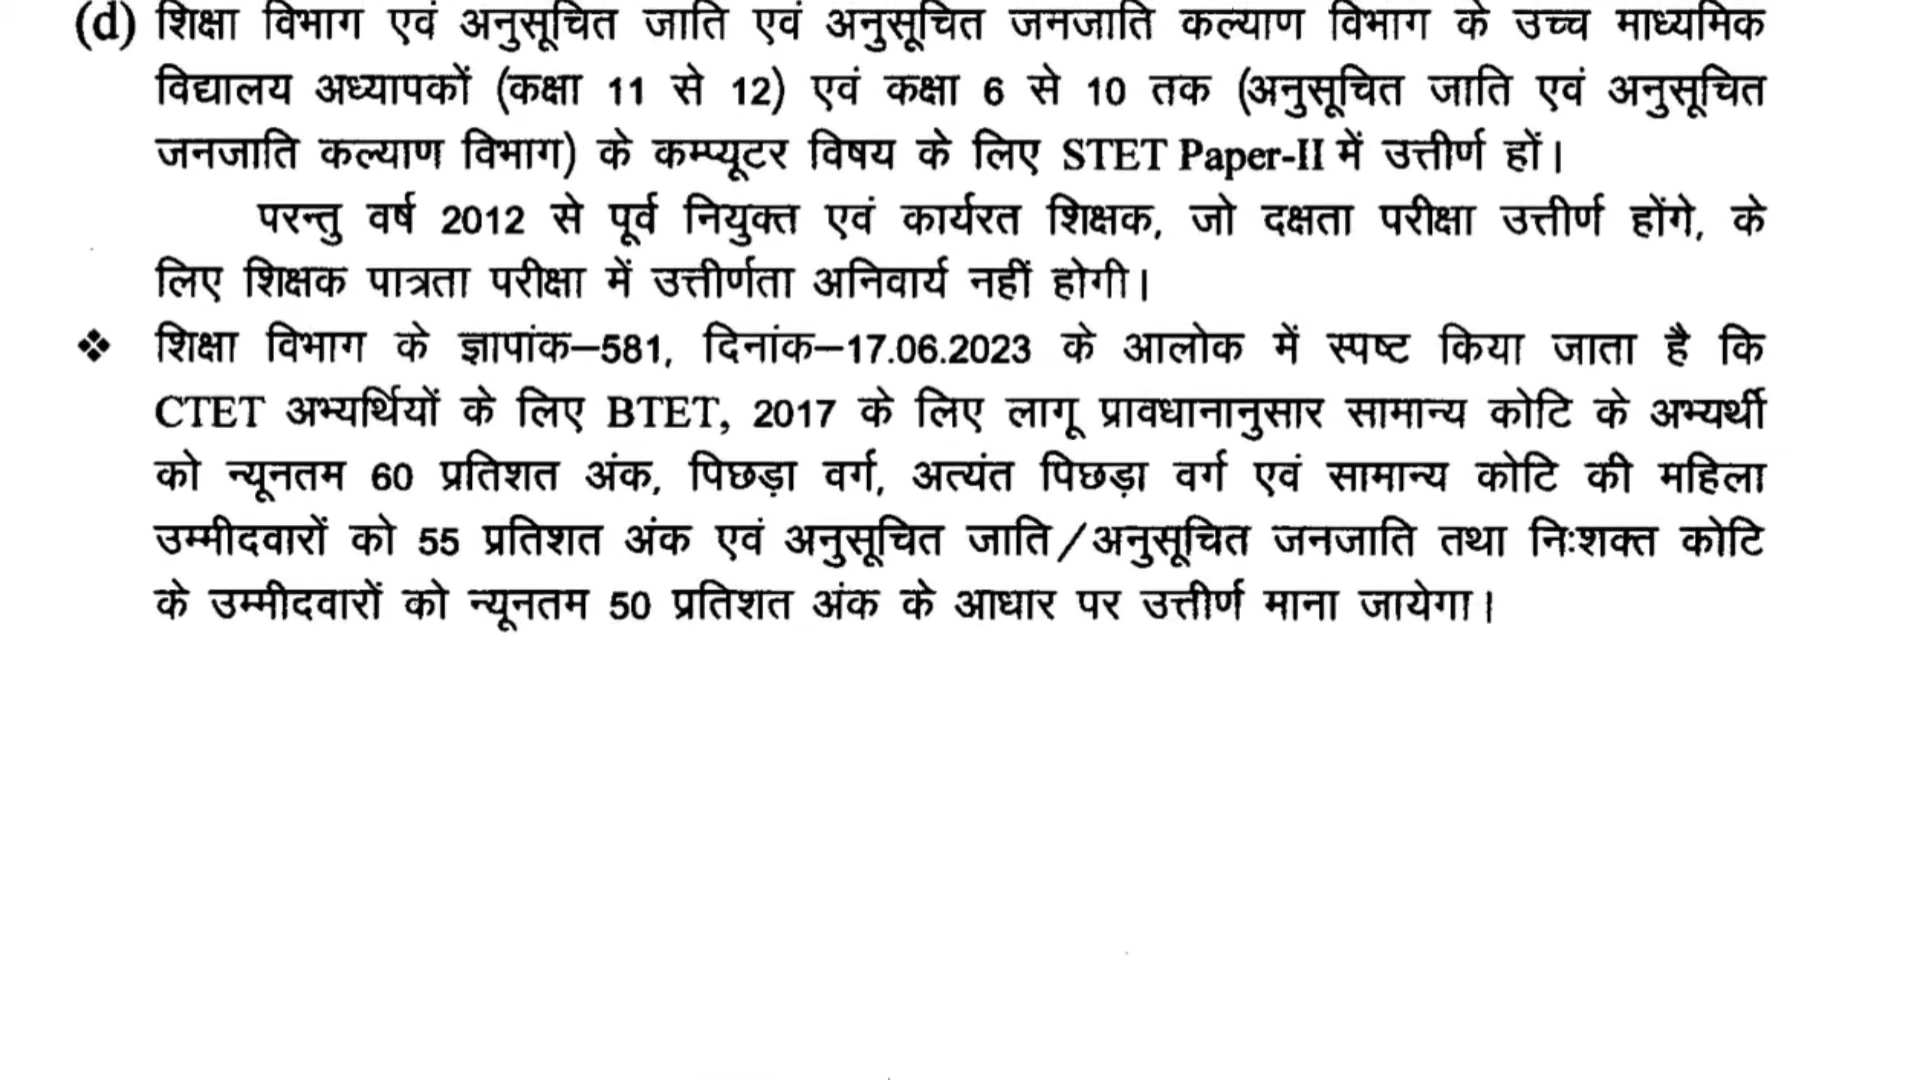 (d) शिक्षा विभाग एवं अनुसूचित जाति एवं अनुसूचित जनजाति कल्याण विभाग के उच्च माध्यमिक
विद्यालय अध्यापकों (कक्षा 11 से 12) एवं कक्षा 6 से 10 तक (अनुसूचित जाति एवं अनुसूचित
जनजाति कल्याण विभाग) के कम्प्यूटर विषय के लिए STET Paper-II में उत्तीर्ण हों।
परन्तु वर्ष 2012 से पूर्व नियुक्त एवं कार्यरत शिक्षक, जो दक्षता परीक्षा उत्तीर्ण होंगे, के
लिए शिक्षक पात्रता परीक्षा में उत्तीर्णता अनिवार्य नहीं होगी।
❖ शिक्षा विभाग के ज्ञापांक–581, दिनांक–17.06.2023 के आलोक में स्पष्ट किया जाता है कि
CTET अभ्यर्थियों के लिए BTET, 2017 के लिए लागू प्रावधानानुसार सामान्य कोटि के अभ्यर्थी
को न्यूनतम 60 प्रतिशत अंक, पिछड़ा वर्ग, अत्यंत पिछड़ा वर्ग एवं सामान्य कोटि की महिला
उम्मीदवारों को 55 प्रतिशत अंक एवं अनुसूचित जाति/अनुसूचित जनजाति तथा निःशक्त कोटि
के उम्मीदवारों को न्यूनतम 50 प्रतिशत अंक के आधार पर उत्तीर्ण माना जायेगा।